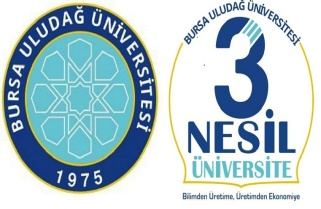 BURSA ULUDAĞ ÜNİVERSİTESİ
1975
BURSA ULUDAĞ ÜNİVERSİTESİ
3
NESİL
ÜNİVERSİTE
Bilimden Üretime, Üretimden Ekonomiye